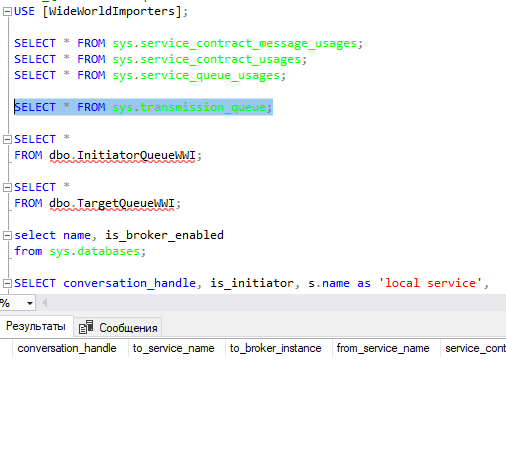 USE [WideWorldImporters];
SELECT * FROM sys.service_contract_message_usages;
SELECT * FROM sys.service_contract_usages;
SELECT * FROM sys.service_queue_usages;
SELECT * FROM sys.transmission_queue;
SELECT *
FROM dbo.InitiatorQueueWWI;
SELECT *
FROM dbo.TargetQueueWWI;
select name, is_broker_enabled
from sys.databases;
SELECT conversation_handle, is_initiator, s.name as 'local service',
%
Результаты Сообщения
conversation_handle to_service_name to_broker_instance from_service_name service_cont